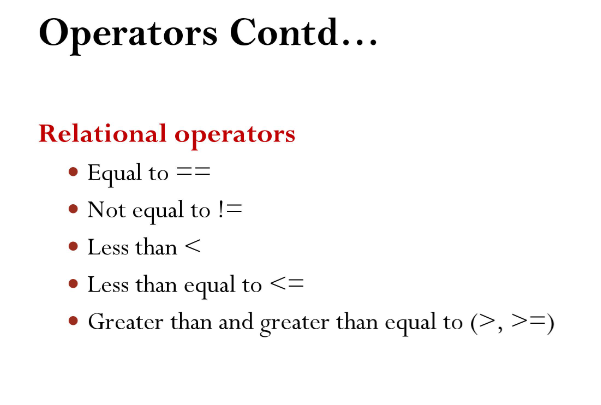 Operators Contd…
Relational operators
• Equal to ==
• Not equal to !=
• Less than <
• Less than equal to <=
• Greater than and greater than equal to (>, >=)